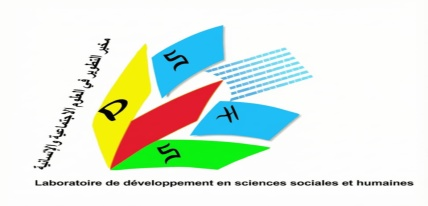 مخبر التطوير في العلوم الاجتماعية والإنسانية
S
D
H
S
Laboratoire de développement en sciences sociales et humaines